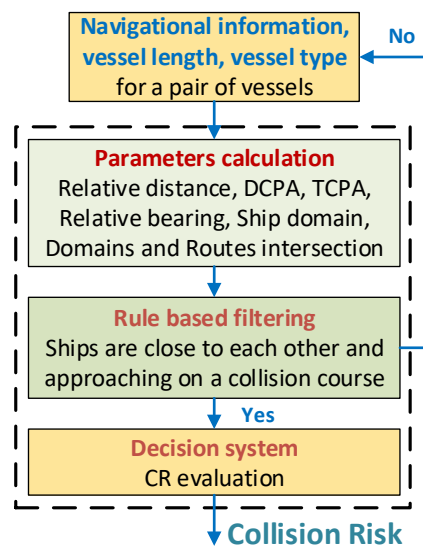 Navigational information,
vessel length, vessel type
for a pair of vessels
No
Parameters calculation
Relative distance, DCPA, TCPA,
Relative bearing, Ship domain,
Domains and Routes intersection
Rule based filtering
Ships are close to each other and
approaching on a collision course
Yes
Decision system
CR evaluation
Collision Risk